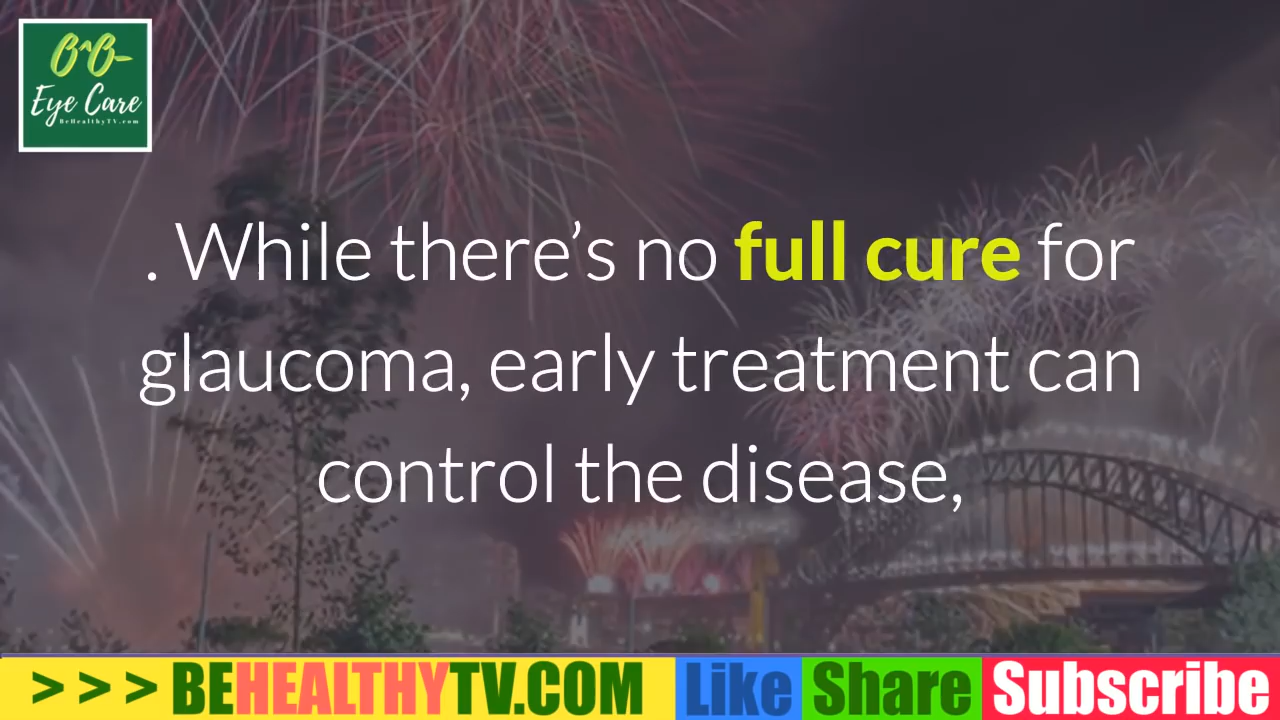 Eye Care
BeHealthyTV.com
. While there’s no full cure for
glaucoma, early treatment can
control the disease,
> > > BEHEALTHYTV.COM Like Share Subscribe